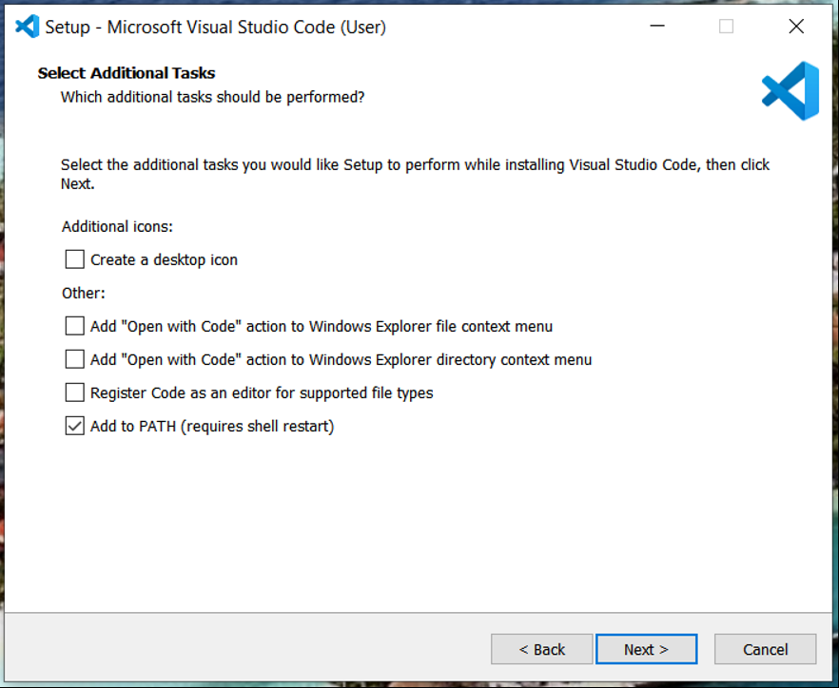 Setup - Microsoft Visual Studio Code (User)
Select Additional Tasks
Which additional tasks should be performed?
Select the additional tasks you would like Setup to perform while installing Visual Studio Code, then click
Next.
Additional icons:
Create a desktop icon
Other:
Add "Open with Code" action to Windows Explorer file context menu
Add "Open with Code" action to Windows Explorer directory context menu
Register Code as an editor for supported file types
Add to PATH (requires shell restart)
< Back Next > Cancel